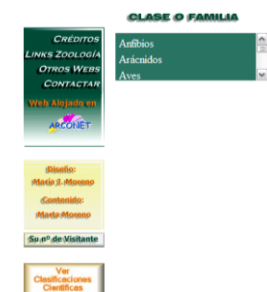 CLASE O FAMILIA
CRÉDITOS
LINKS ZOOLOGÍA
OTROS WEBS
CONTACTAR
Web Alojado en
ARCONET
Anfibios
Arácnidos
Aves
Diseño:
María J. Moreno
Contenido:
Marta Moreno
Su nº de Visitante
Ver
Clasificaciones
Científicas